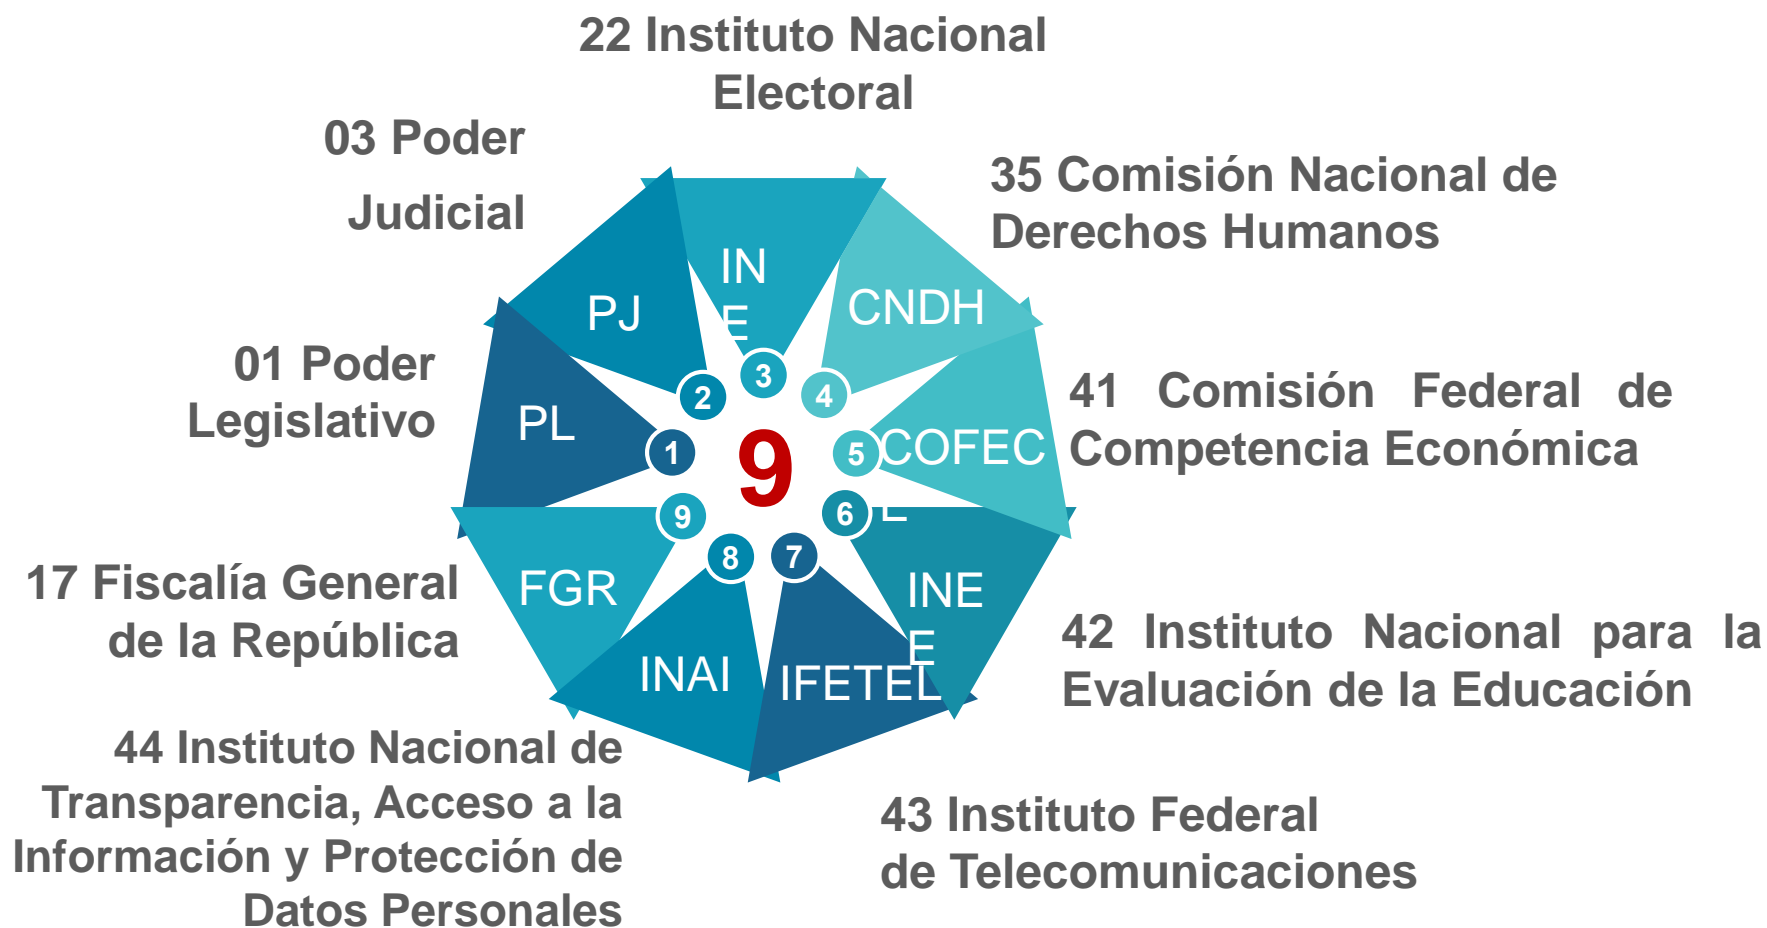 22 Instituto Nacional
Electoral
03 Poder
Judicial
35 Comisión Nacional de
Derechos Humanos
01 Poder
Legislativo
41 Comisión Federal de
Competencia Económica
17 Fiscalía General
de la República
42 Instituto Nacional para la
Evaluación de la Educación
44 Instituto Nacional de
Transparencia, Acceso a la
Información y Protección de
Datos Personales
43 Instituto Federal
de Telecomunicaciones
PL
1
PJ
2
IN
E
3
CNDH
4
COFEC
E
5
INE
E
6
IFETEL
7
INAI
8
FGR
9
9